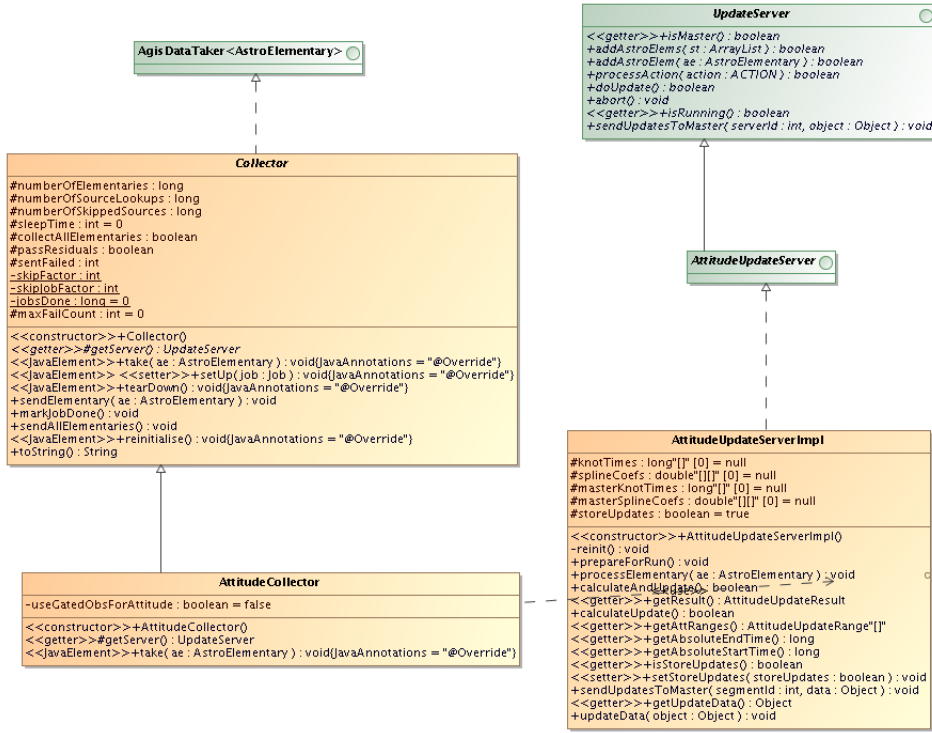 AgisDataTaker<AstroElementary>
Collector
#numberOfElementaries : long
#numberOfSourceLookups : long
#numberOfSkippedSources : long
#sleepTime : int = 0
#collectAllElementaries : boolean
#passResiduals : boolean
#sentFailed : int
-skipFactor : int
-skipJobFactor : int
-jobsDone : long = 0
#maxFailCount : int = 0
<<constructor>>+Collector()
<<getter>>#getServer() : UpdateServer
<<JavaElement>>+take( ae : AstroElementary ) : void{JavaAnnotations = "@Override"}
<<JavaElement>> <<setter>>+setUp( job : Job ) : void{JavaAnnotations = "@Override"}
<<JavaElement>>+tearDown() : void{JavaAnnotations = "@Override"}
+sendElementary( ae : AstroElementary ) : void
+markJobDone() : void
+sendAllElementaries() : void
<<JavaElement>>+reinitialise() : void{JavaAnnotations = "@Override"}
+toString() : String
AttitudeCollector
-useGatedObsForAttitude : boolean = false
<<constructor>>+AttitudeCollector()
<<getter>>#getServer() : UpdateServer
<<JavaElement>>+take( ae : AstroElementary ) : void{JavaAnnotations = "@Override"}
UpdateServer
<<getter>>+isMaster() : boolean
+addAstroElems( st : ArrayList ) : boolean
+addAstroElem( ae : AstroElementary ) : boolean
+processAction( action : ACTION ) : boolean
+doUpdate() : boolean
+abort() : void
<<getter>>+isRunning() : boolean
+sendUpdatesToMaster( serverId : int, object : Object ) : void
AttitudeUpdateServer
AttitudeUpdateServerImpl
#knotTimes : long"[]" [0] = null
#splineCoefs : double"[][]" [0] = null
#masterKnotTimes : long"[]" [0] = null
#masterSplineCoefs : double"[][]" [0] = null
#storeUpdates : boolean = true
<<constructor>>+AttitudeUpdateServerImpl()
-reinit() : void
+prepareForRun() : void
+processElementary( ae : AstroElementary ) : void
+calculateAndUpdate() : boolean
<<getter>>+getResult() : AttitudeUpdateResult
+calculateUpdate() : boolean
<<getter>>+getAttRanges() : AttitudeUpdateRange"[]"
<<getter>>+getAbsoluteEndTime() : long
<<getter>>+getAbsoluteStartTime() : long
<<getter>>+isStoreUpdates() : boolean
<<setter>>+setStoreUpdates( storeUpdates : boolean ) : void
+sendUpdatesToMaster( segmentId : int, data : Object ) : void
<<getter>>+getUpdateData() : Object
+updateData( object : Object ) : void